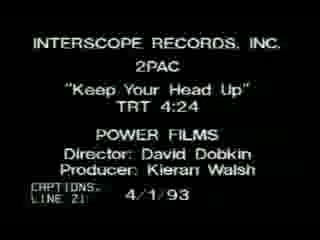 INTERSCOPE RECORDS, INC.
2PAC
"Keep Your Head Up"
TRT 4:24
POWER FILMS
Director: David Dobkin
Producer: Kieran Walsh
CAPTIONS.
LINE 21
4/1/93